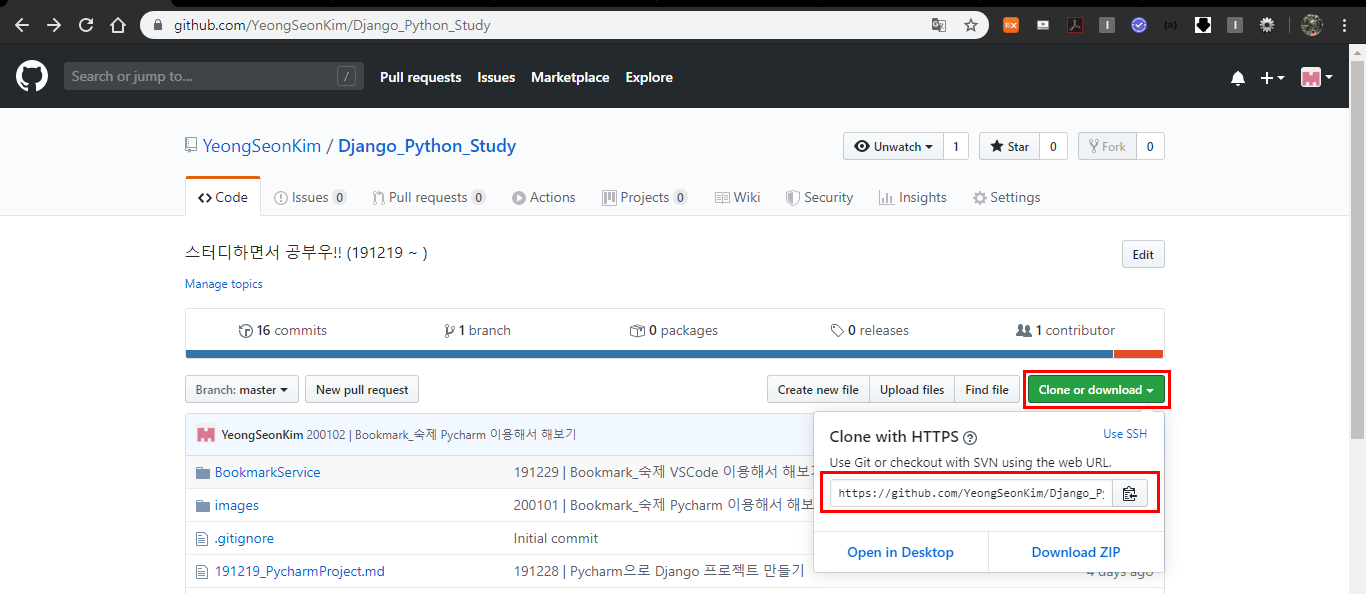 github.com/YeongSeonKim/Django_Python_Study
Search or jump to... /
Pull requests Issues Marketplace Explore
YeongSeonKim / Django_Python_Study
Unwatch 1 Star 0 Fork 0
Code Issues 0 Pull requests 0 Actions Projects 0 Wiki Security Insights Settings
스터디하면서 공부우!! (191219 ~ )
Edit
Manage topics
16 commits 1 branch 0 packages 0 releases 1 contributor
Branch: master New pull request Create new file Upload files Find file Clone or download
YeongSeonKim 200102 | Bookmark_숙제 Pycharm 이용해서 해보기
Clone with HTTPS Use SSH
Use Git or checkout with SVN using the web URL.
https://github.com/YeongSeonKim/Django_Py
Open in Desktop Download ZIP
BookmarkService 191229 | Bookmark_숙제 VSCode 이용해서 해보
images 200101 | Bookmark_숙제 Pycharm 이용해서 해보
.gitignore Initial commit
191219_PycharmProject.md 191228 | Pycharm으로 Django 프로젝트 만들기 4 days ago